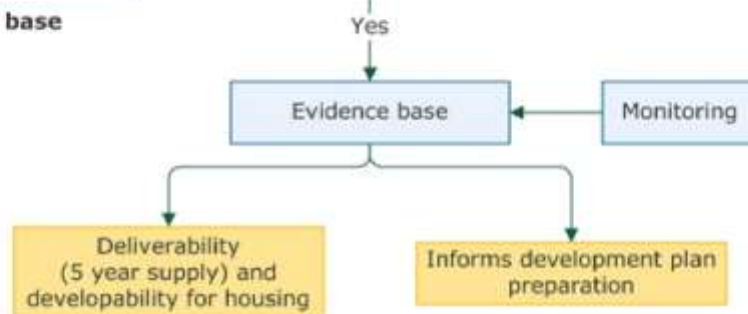 base
Yes
Evidence base
Monitoring
Deliverability
(5 year supply) and
developability for housing
Informs development plan
preparation